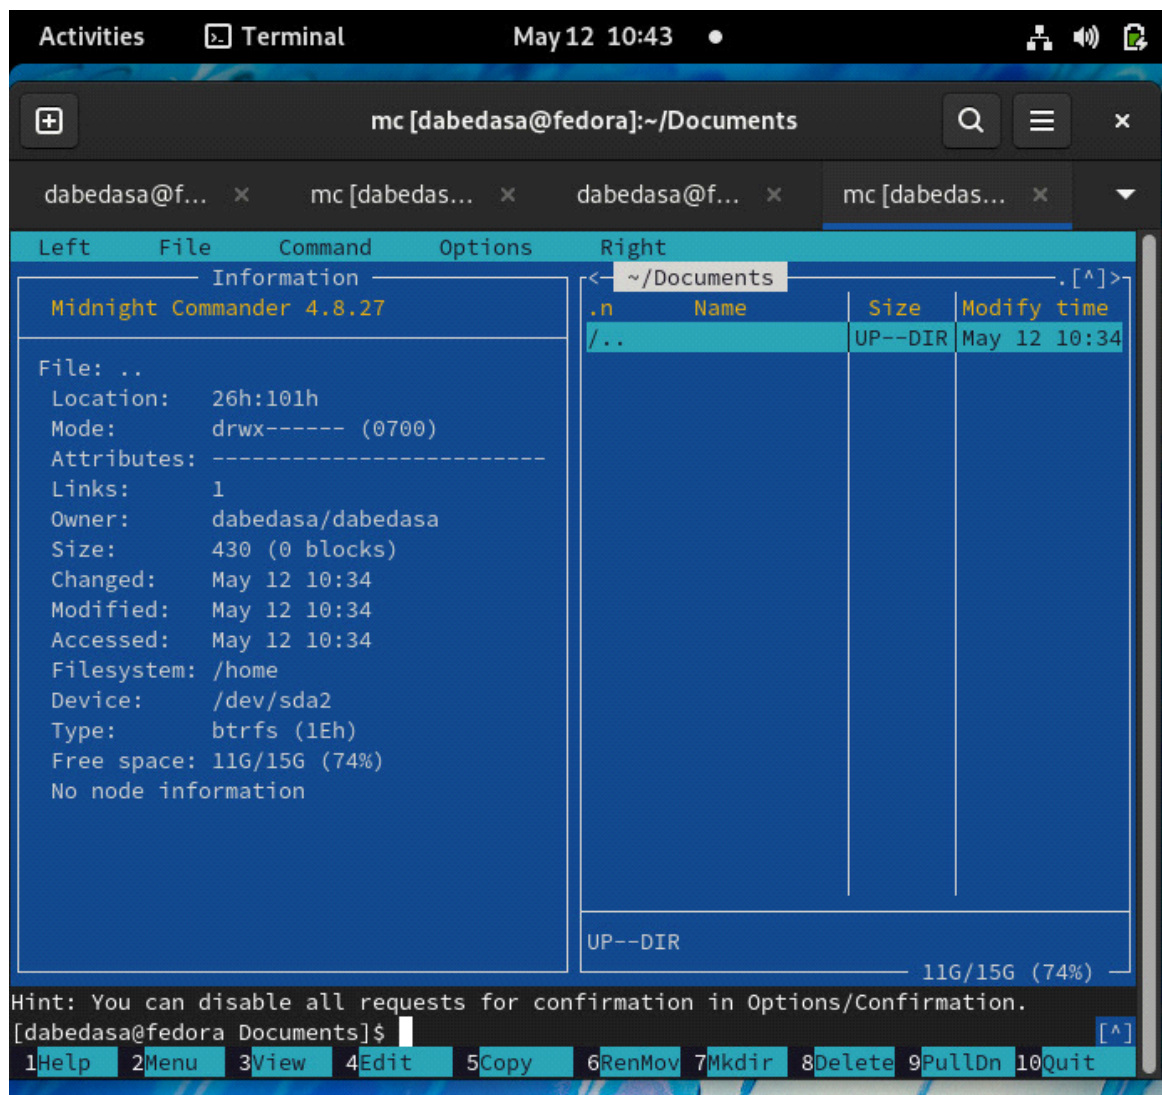 Activities Terminal May 12 10:43
mc [dabedasa@fedora]:~/Documents
dabedasa@f... mc [dabedas... dabedasa@f... mc [dabedas...
Left File Command Options Right
Information
Midnight Commander 4.8.27
File: ..
Location: 26h:101h
Mode: drwx------ (0700)
Attributes: -------------------------
Links: 1
Owner: dabedasa/dabedasa
Size: 430 (0 blocks)
Changed: May 12 10:34
Modified: May 12 10:34
Accessed: May 12 10:34
Filesystem: /home
Device: /dev/sda2
Type: btrfs (1Eh)
Free space: 11G/15G (74%)
No node information
<- ~/Documents .[^]>
.n Name Size Modify time
/.. UP--DIR May 12 10:34
UP--DIR
11G/15G (74%)
Hint: You can disable all requests for confirmation in Options/Confirmation.
[dabedasa@fedora Documents]$ [^]
1Help 2Menu 3View 4Edit 5Copy 6RenMov 7Mkdir 8Delete 9PullDn 10Quit